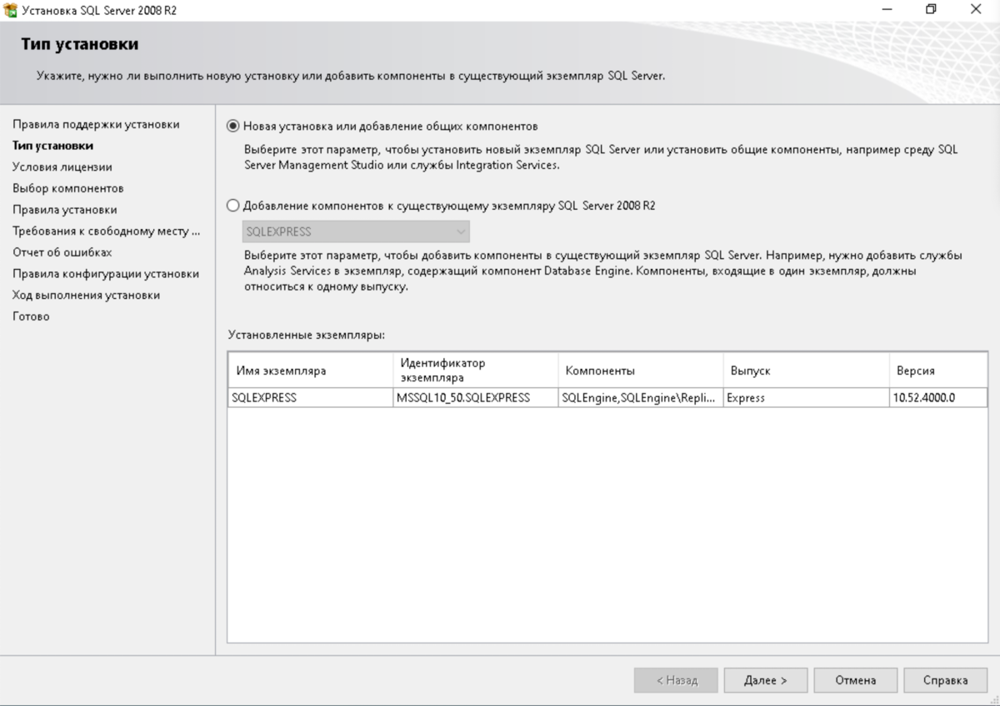 Установка SQL Server 2008 R2
Тип установки
Укажите, нужно ли выполнить новую установку или добавить компоненты в существующий экземпляр SQL Server.
Правила поддержки установки
Тип установки
Условия лицензии
Выбор компонентов
Правила установки
Требования к свободному месту ...
Отчет об ошибках
Правила конфигурации установки
Ход выполнения установки
Готово
Новая установка или добавление общих компонентов
Выберите этот параметр, чтобы установить новый экземпляр SQL Server или установить общие компоненты, например среду SQL
Server Management Studio или службы Integration Services.
Добавление компонентов к существующему экземпляру SQL Server 2008 R2
SQLEXPRESS
Выберите этот параметр, чтобы добавить компоненты в существующий экземпляр SQL Server. Например, нужно добавить службы
Analysis Services в экземпляр, содержащий компонент Database Engine. Компоненты, входящие в один экземпляр, должны
относиться к одному выпуску.
Установленные экземпляры:
Имя экземпляра
Идентификатор
экземпляра
Компоненты
Выпуск
Версия
SQLEXPRESS
MSSQL10_50.SQLEXPRESS
SQLEngine,SQLEngine\Repli...
Express
10.52.4000.0
< Назад
Далее >
Отмена
Справка